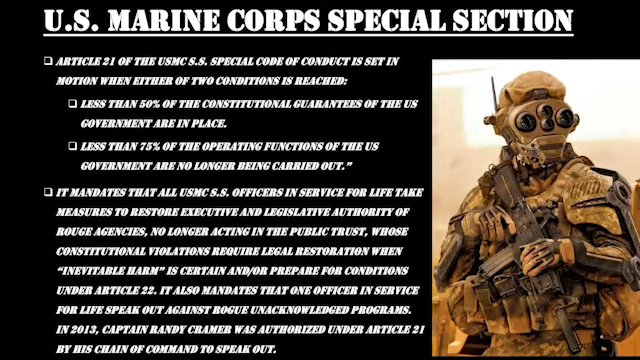 U.S. MARINE CORPS SPECIAL SECTION
ARTICLE 21 OF THE USMC S.S. SPECIAL CODE OF CONDUCT IS SET IN
MOTION WHEN EITHER OF TWO CONDITIONS IS REACHED:
LESS THAN 50% OF THE CONSTITUTIONAL GUARANTEES OF THE US
GOVERNMENT ARE IN PLACE.
LESS THAN 75% OF THE OPERATING FUNCTIONS OF THE US
GOVERNMENT ARE NO LONGER BEING CARRIED OUT.”
IT MANDATES THAT ALL USMC S.S. OFFICERS IN SERVICE FOR LIFE TAKE
MEASURES TO RESTORE EXECUTIVE AND LEGISLATIVE AUTHORITY OF
ROUGE AGENCIES, NO LONGER ACTING IN THE PUBLIC TRUST, WHOSE
CONSTITUTIONAL VIOLATIONS REQUIRE LEGAL RESTORATION WHEN
“INEVITABLE HARM” IS CERTAIN AND/OR PREPARE FOR CONDITIONS
UNDER ARTICLE 22. IT ALSO MANDATES THAT ONE OFFICER IN SERVICE
FOR LIFE SPEAK OUT AGAINST ROGUE UNACKNOWLEDGED PROGRAMS.
IN 2013, CAPTAIN RANDY CRAMER WAS AUTHORIZED UNDER ARTICLE 21
BY HIS CHAIN OF COMMAND TO SPEAK OUT.